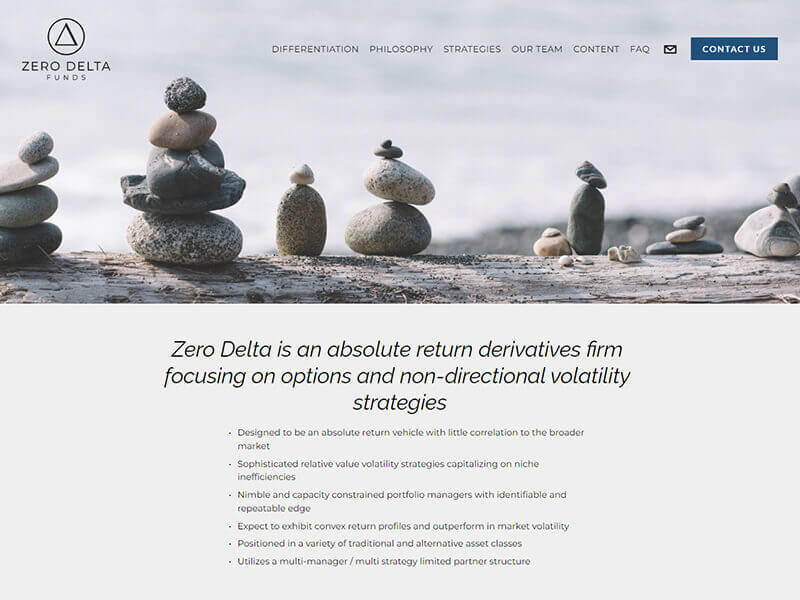 ZERO DELTA
FUNDS
DIFFERENTIATION PHILOSOPHY STRATEGIES OUR TEAM CONTENT FAQ CONTACT US
Zero Delta is an absolute return derivatives firm
focusing on options and non-directional volatility
strategies
• Designed to be an absolute return vehicle with little correlation to the broader
market
• Sophisticated relative value volatility strategies capitalizing on niche
inefficiencies
• Nimble and capacity constrained portfolio managers with identifiable and
repeatable edge
• Expect to exhibit convex return profiles and outperform in market volatility
• Positioned in a variety of traditional and alternative asset classes
• Utilizes a multi-manager / multi strategy limited partner structure